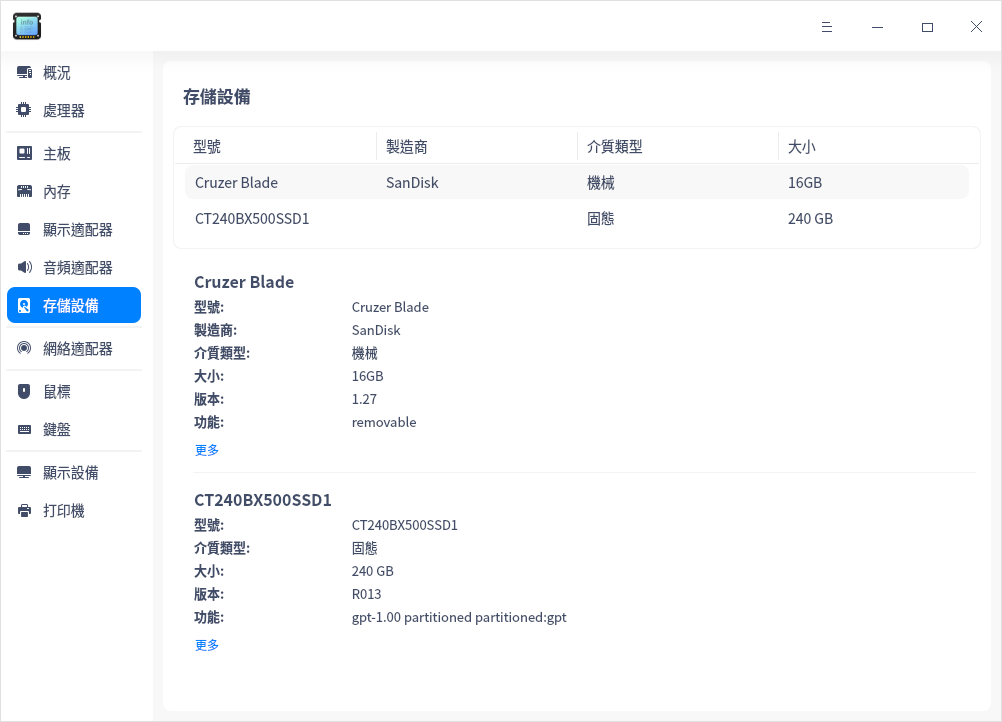 info
概況
處理器
主板
內存
顯示適配器
音頻適配器
存儲設備
網絡適配器
鼠標
鍵盤
顯示設備
打印機
存儲設備
型號 製造商 介質類型 大小
Cruzer Blade SanDisk 機械 16GB
CT240BX500SSD1 固態 240 GB
Cruzer Blade
型號: Cruzer Blade
製造商: SanDisk
介質類型: 機械
大小: 16GB
版本: 1.27
功能: removable
更多
CT240BX500SSD1
型號: CT240BX500SSD1
介質類型: 固態
大小: 240 GB
版本: R013
功能: gpt-1.00 partitioned partitioned:gpt
更多